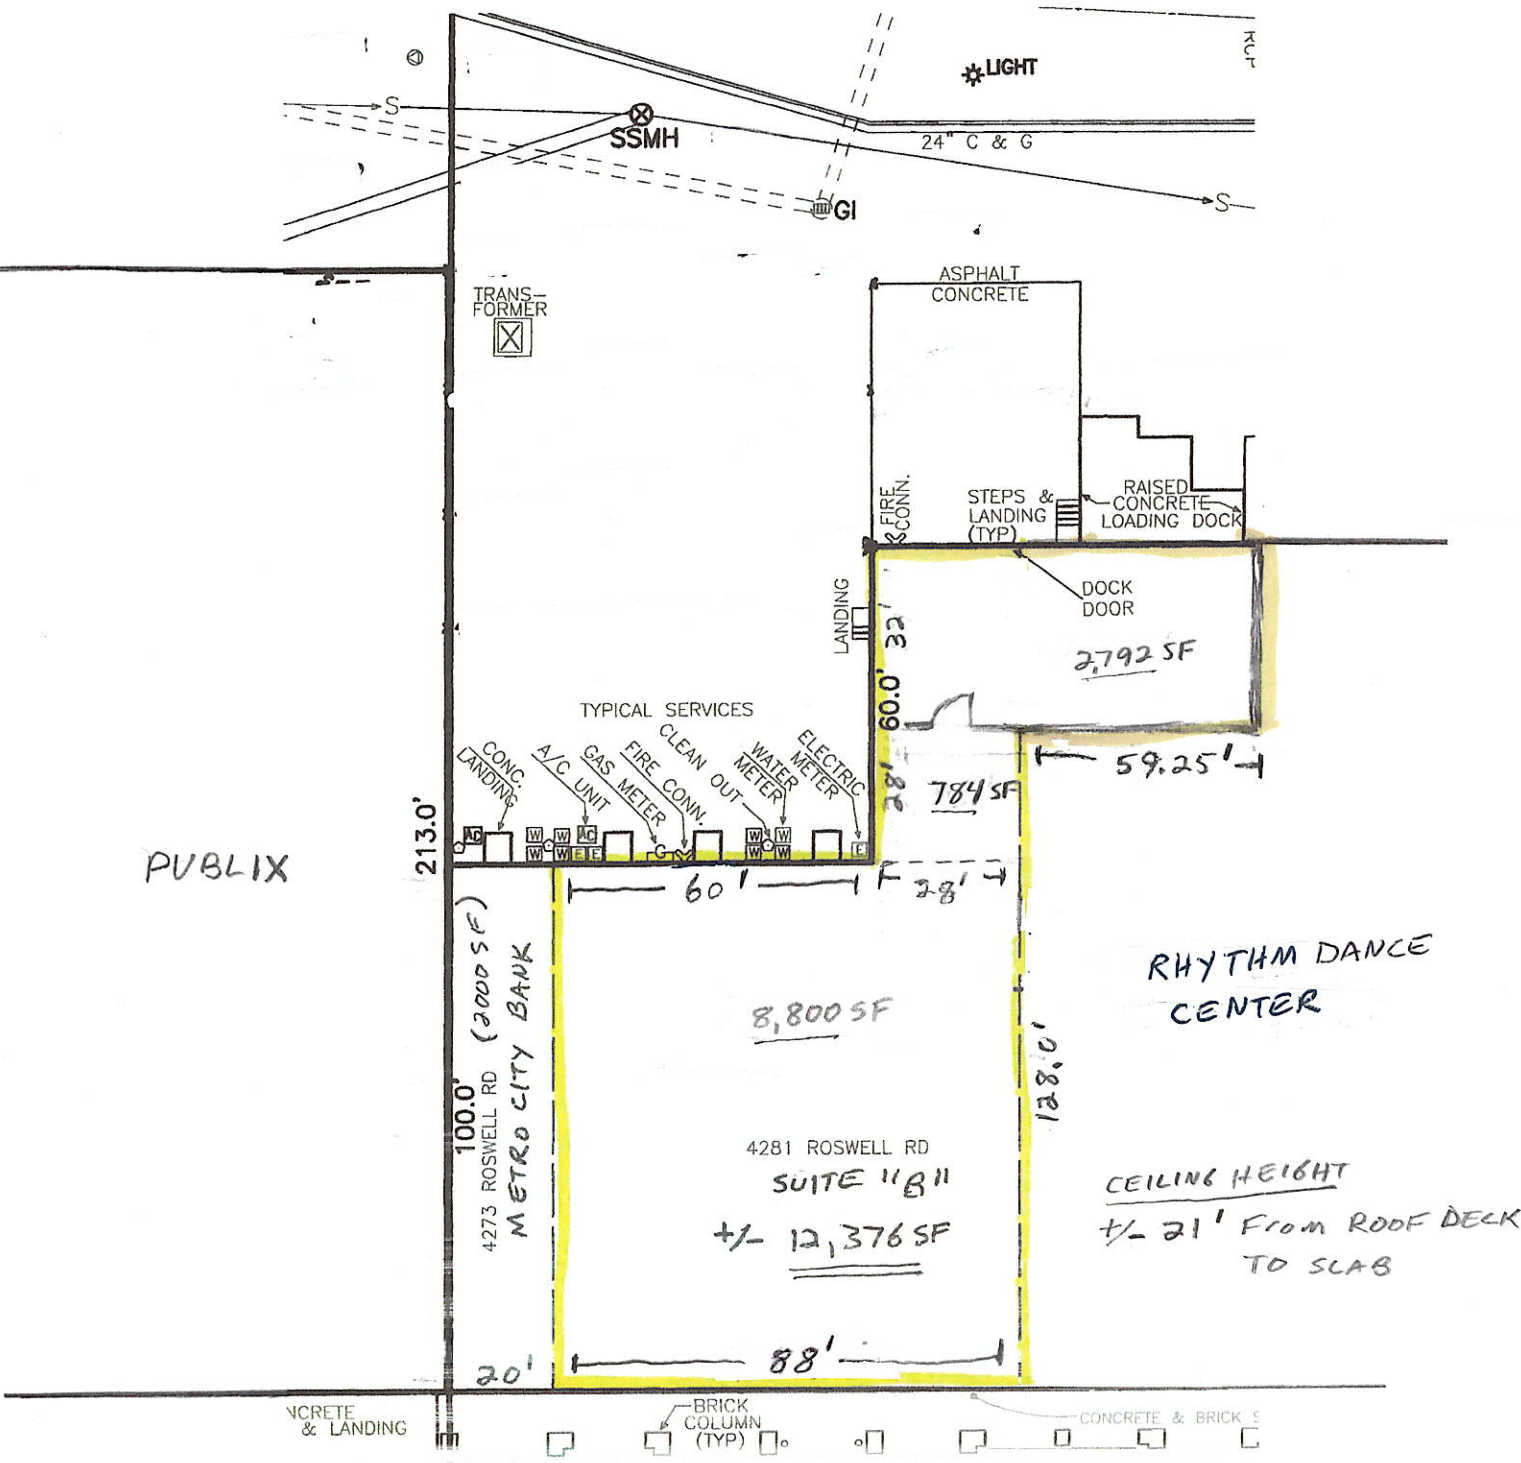 LIGHT
S
SSMH
24" C & G
GI
S
ASPHALT
CONCRETE
TRANS-
FORMER
FIRE
CONN.
STEPS &
LANDING
(TYP)
RAISED
CONCRETE
LOADING DOCK
LANDING
32'
DOCK
DOOR
2,792 SF
60.0'
TYPICAL SERVICES
CONC.
LANDING
A/C UNIT
GAS METER
FIRE CONN.
CLEAN OUT
WATER
METER
ELECTRIC
METER
28'
784 SF
59.25'
213.0'
AC
W W AC W W
W W E E G W W E
PUBLIX
60'
28'
4273 ROSWELL RD (2000 SF)
METRO CITY BANK
100.0'
8,800 SF
RHYTHM DANCE
CENTER
128.0'
4281 ROSWELL RD
SUITE "B"
+/- 12,376 SF
CEILING HEIGHT
+/- 21' From ROOF DECK
TO SLAB
20'
88'
NCRETE
& LANDING
BRICK
COLUMN
(TYP)
CONCRETE & BRICK